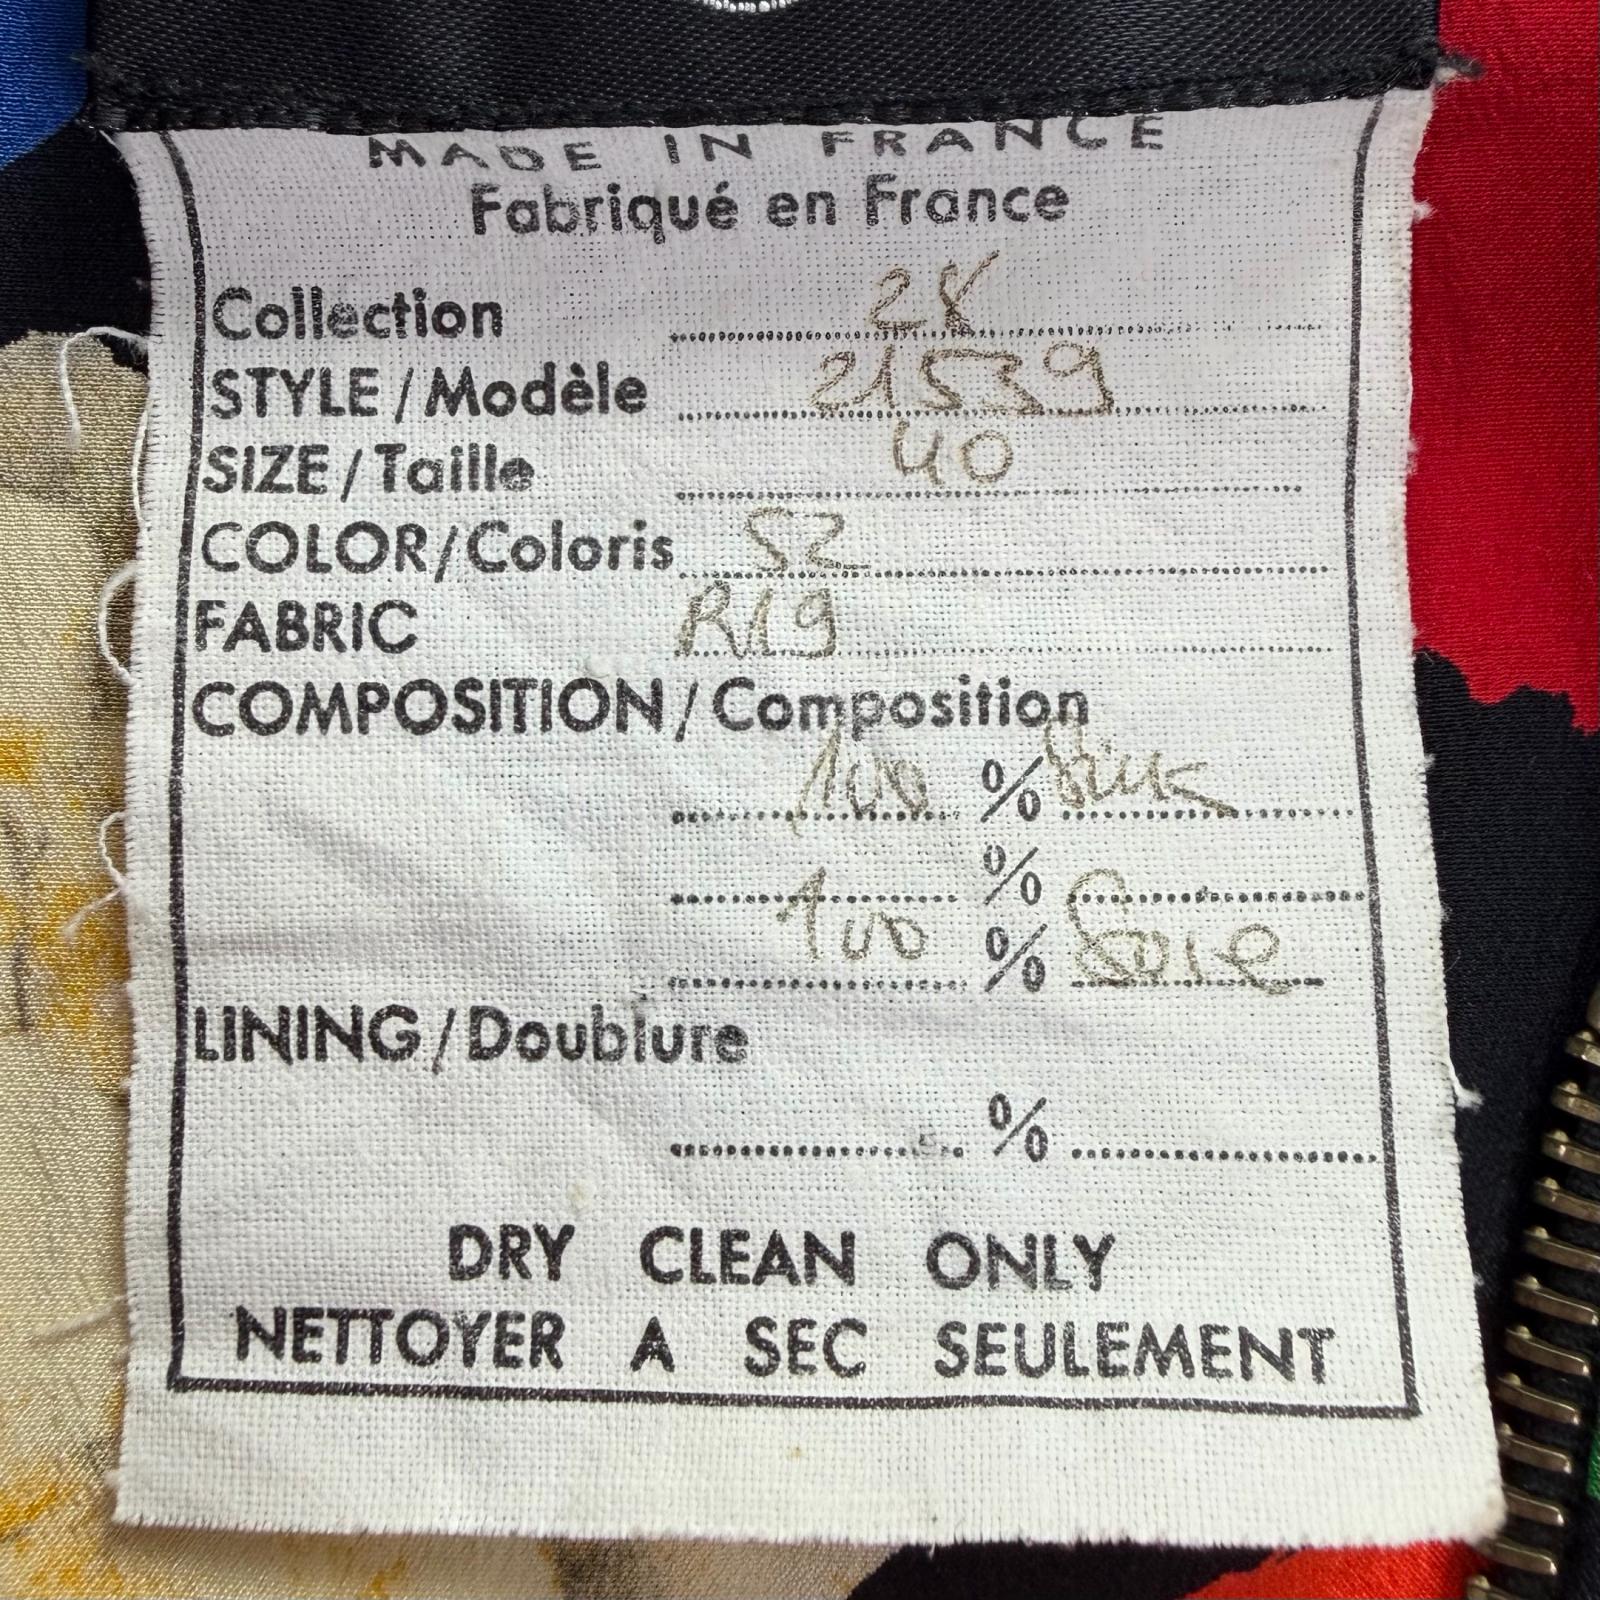 MADE IN FRANCE
Fabriqué en France
Collection 28
STYLE/Modèle 21539
SIZE/Taille 40
COLOR/Coloris 52
FABRIC R19
COMPOSITION/Composition
100 % Silk
%
100 % Soie
LINING/Doublure
%
DRY CLEAN ONLY
NETTOYER A SEC SEULEMENT